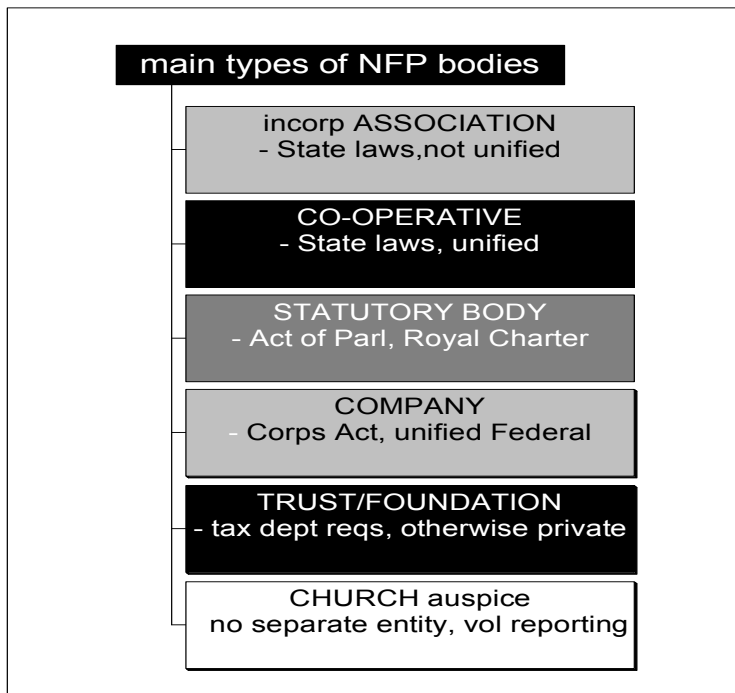 main types of NFP bodies
incorp ASSOCIATION
- State laws,not unified
CO-OPERATIVE
- State laws, unified
STATUTORY BODY
- Act of Parl, Royal Charter
COMPANY
- Corps Act, unified Federal
TRUST/FOUNDATION
- tax dept reqs, otherwise private
CHURCH auspice
no separate entity, vol reporting